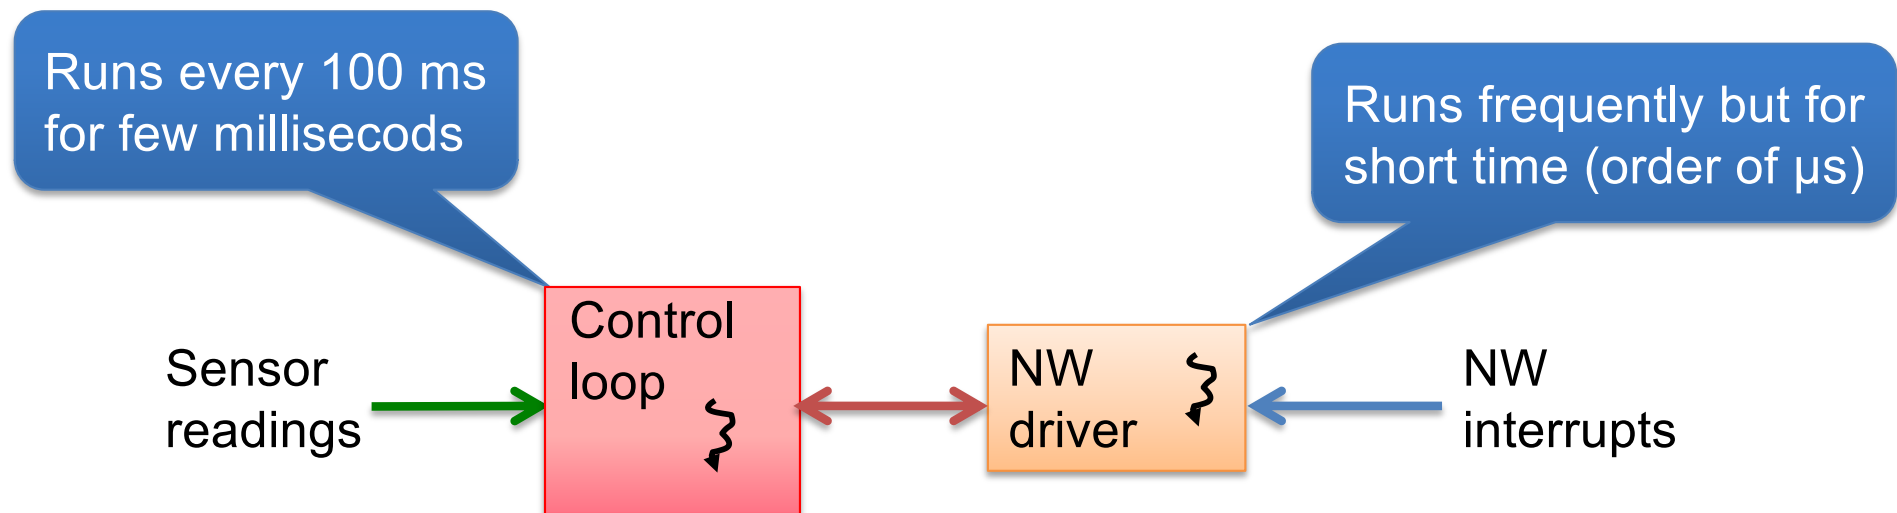 Runs every 100 ms
for few millisecods
Runs frequently but for
short time (order of µs)
Sensor
readings
Control
loop
NW
driver
NW
interrupts